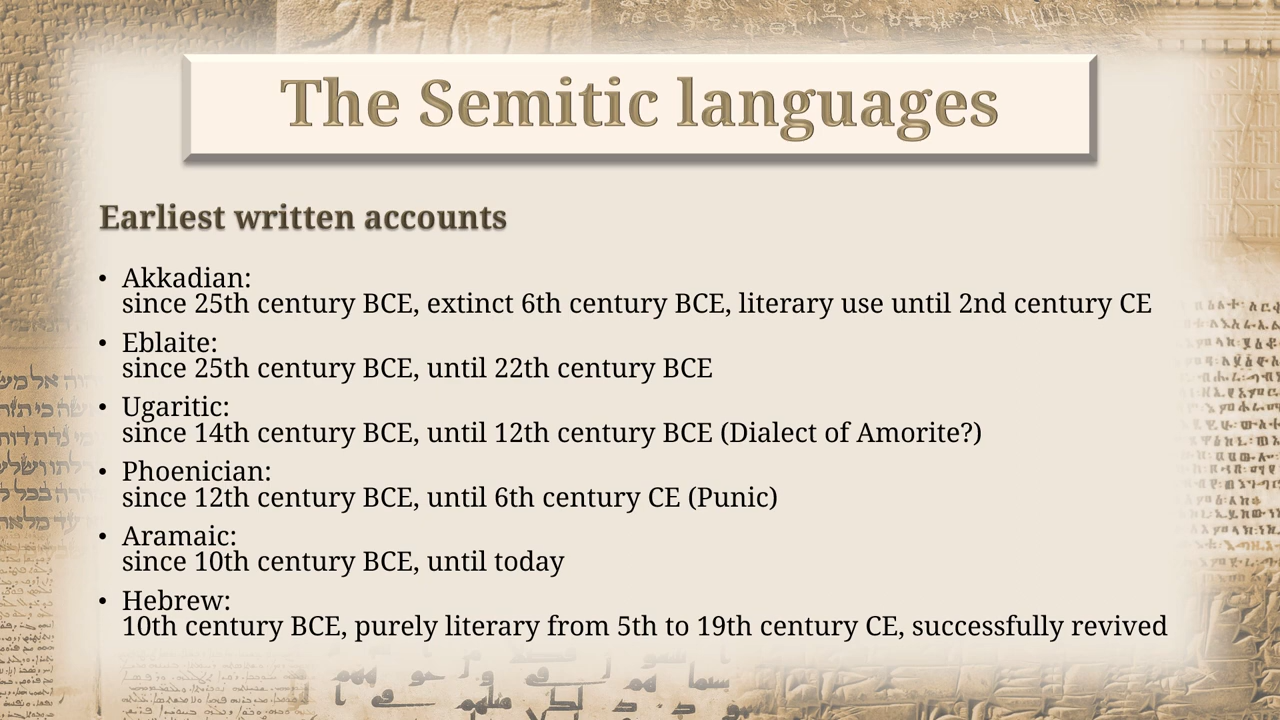 The Semitic languages
Earliest written accounts
• Akkadian:
since 25th century BCE, extinct 6th century BCE, literary use until 2nd century CE
• Eblaite:
since 25th century BCE, until 22th century BCE
• Ugaritic:
since 14th century BCE, until 12th century BCE (Dialect of Amorite?)
• Phoenician:
since 12th century BCE, until 6th century CE (Punic)
• Aramaic:
since 10th century BCE, until today
• Hebrew:
10th century BCE, purely literary from 5th to 19th century CE, successfully revived